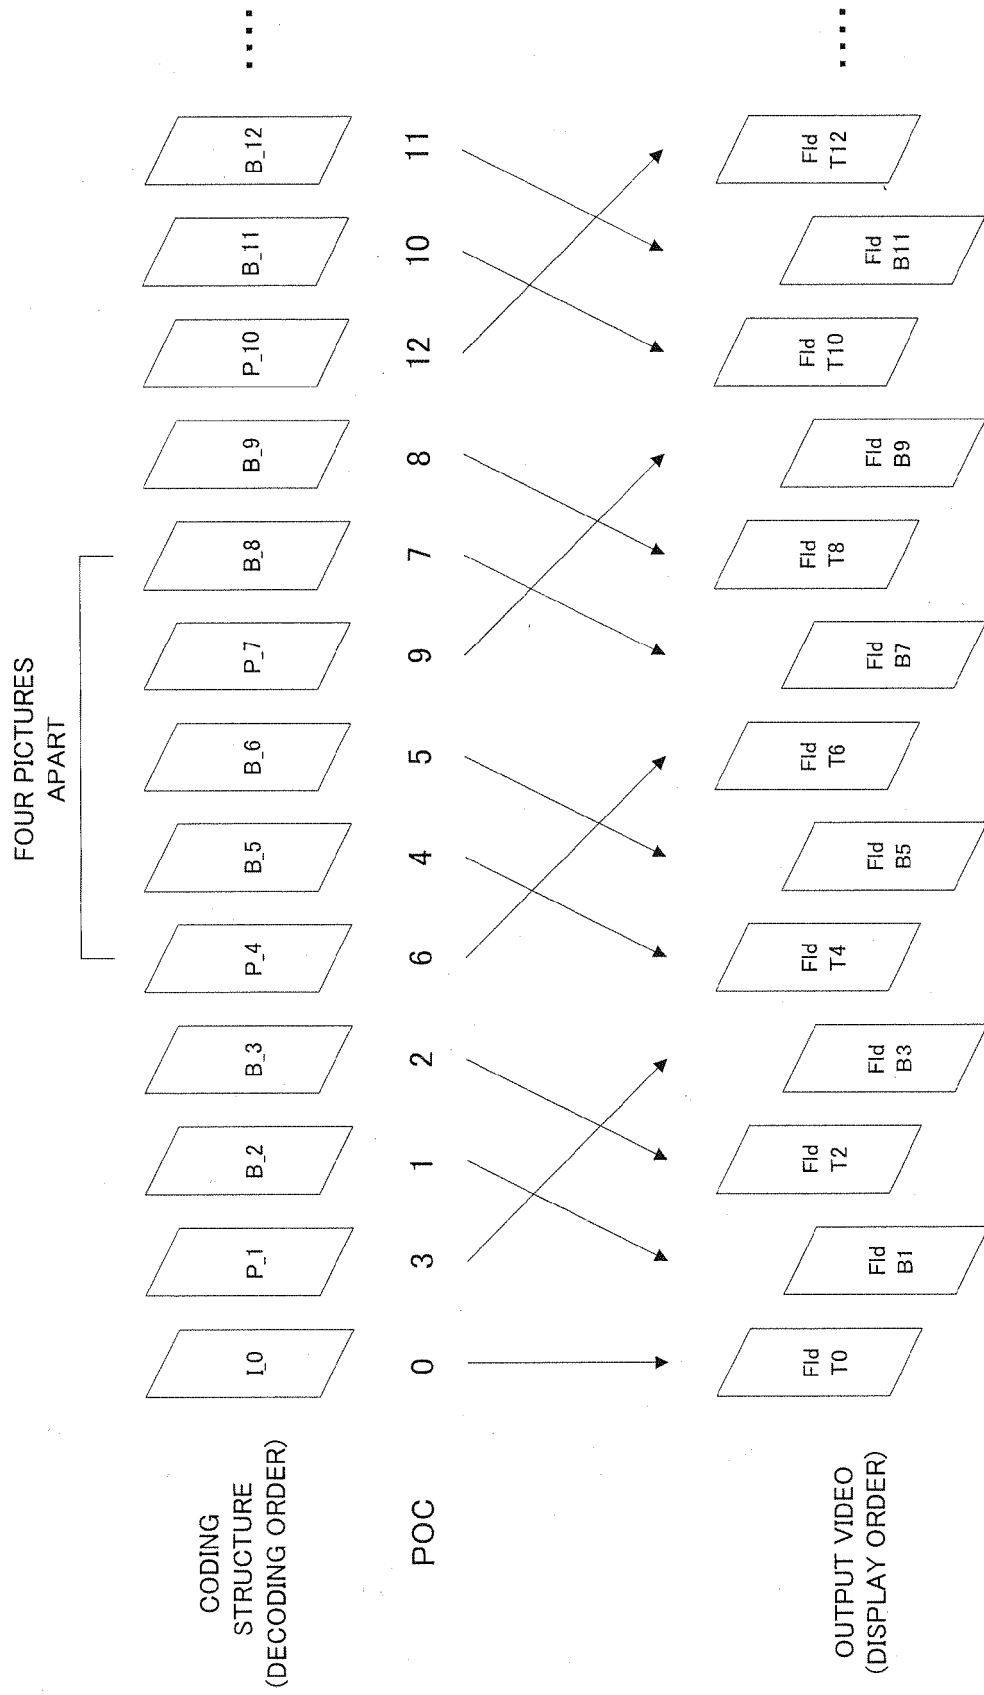 FOUR PICTURES
APART
CODING
STRUCTURE
(DECODING ORDER)
I_0
P_1
B_2
B_3
P_4
B_5
B_6
P_7
B_8
B_9
P_10
B_11
B_12
....
POC
0
3
1
2
6
4
5
9
7
8
12
10
11
OUTPUT VIDEO
(DISPLAY ORDER)
Fld
T0
Fld
B1
Fld
T2
Fld
B3
Fld
T4
Fld
B5
Fld
T6
Fld
B7
Fld
T8
Fld
B9
Fld
T10
Fld
B11
Fld
T12
....